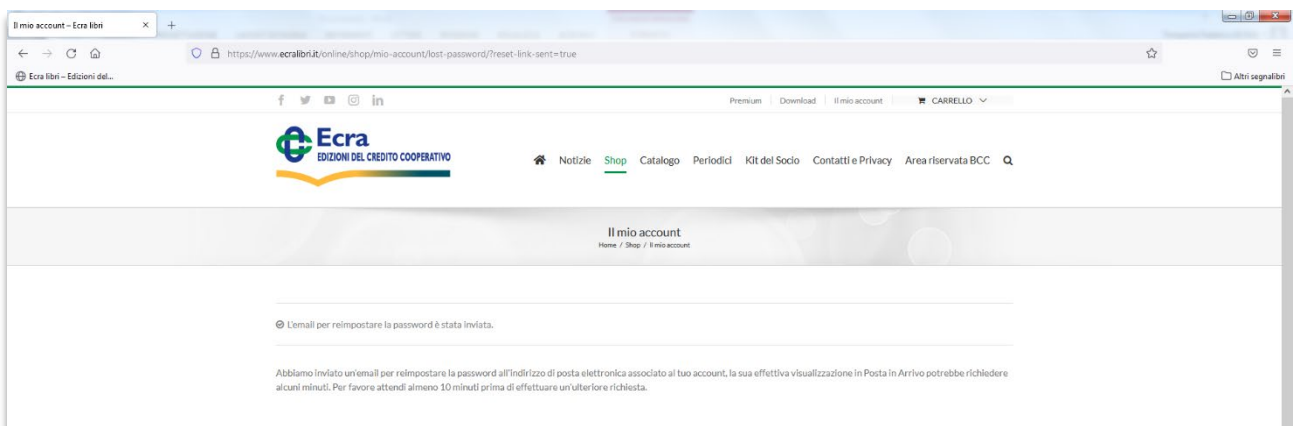 Il mio account – Ecra libri
https://www.ecralibri.it/online/shop/mio-account/lost-password/?reset-link-sent=true
Ecra libri – Edizioni del...
Altri segnalibri
Premium Download Il mio account CARRELLO
Ecra
EDIZIONI DEL CREDITO COOPERATIVO
Notizie Shop Catalogo Periodici Kit del Socio Contatti e Privacy Area riservata BCC
Il mio account
Home / Shop / Il mio account
L'email per reimpostare la password è stata inviata.
Abbiamo inviato un'email per reimpostare la password all'indirizzo di posta elettronica associato al tuo account, la sua effettiva visualizzazione in Posta in Arrivo potrebbe richiedere
alcuni minuti. Per favore attendi almeno 10 minuti prima di effettuare un'ulteriore richiesta.